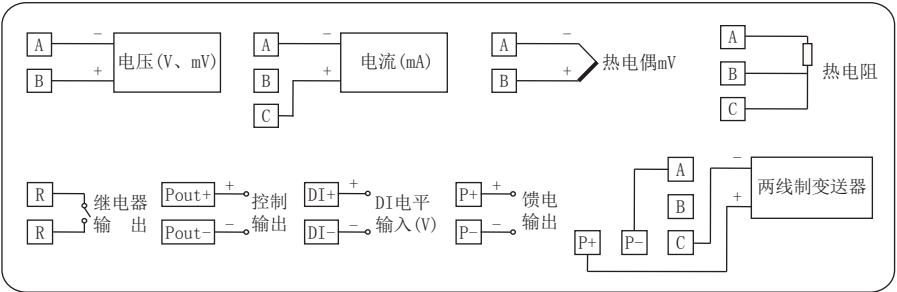 A
−
电压(V、mV)
B
+
A
−
电流(mA)
B
+
C
A
−
热电偶mV
B
+
A
B
热电阻
C
R
继电器
R
输 出
Pout+
+
控制
Pout−
−
输出
DI+
+
DI电平
DI−
−
输入(V)
P+
+
馈电
P−
−
输出
A
−
两线制变送器
B
+
P+
P−
C